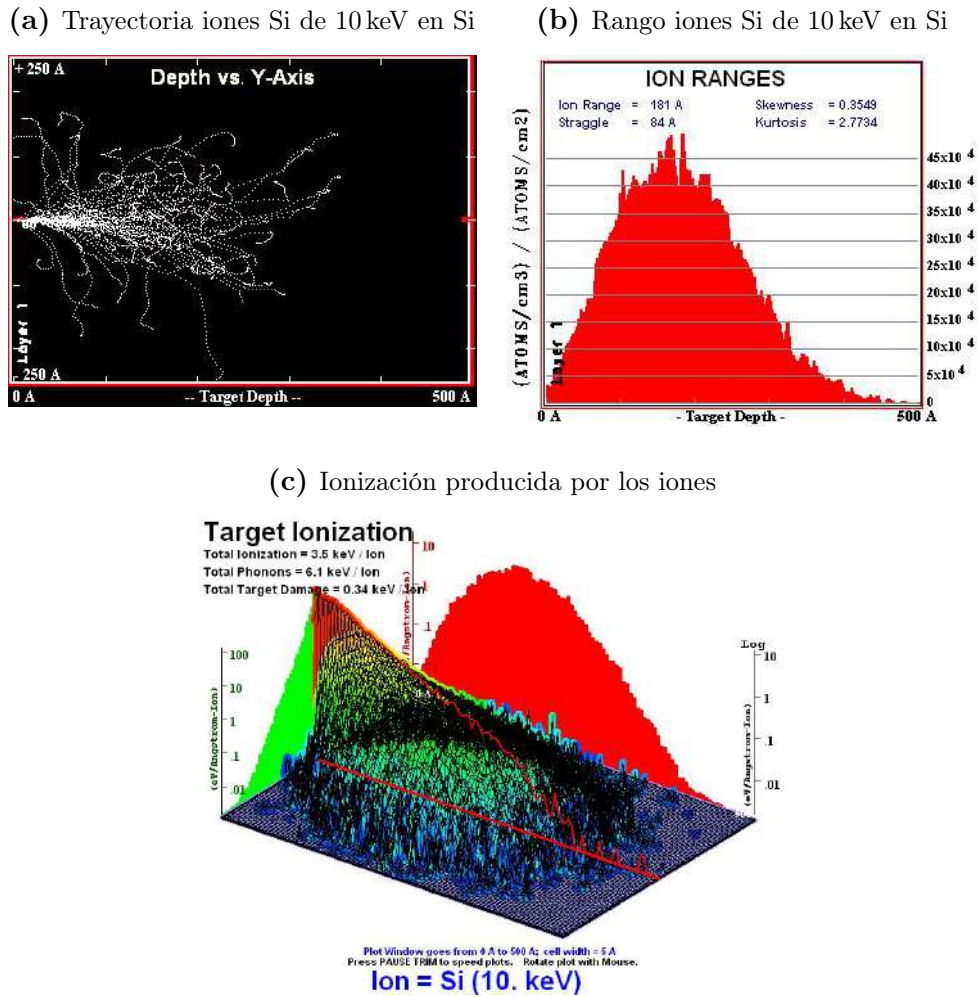 (a) Trayectoria iones Si de 10 keV en Si
(b) Rango iones Si de 10 keV en Si
+ 250 A
Depth vs. Y-Axis
Layer 1
250 A
0 A
-- Target Depth --
500 A
ION RANGES
Ion Range = 181 A
Skewness = 0.3549
Straggle = 84 A
Kurtosis = 2.7734
(ATOMS/cm3) / (ATOMS/cm2)
45x10 4
40x10 4
35x10 4
30x10 4
25x10 4
20x10 4
15x10 4
10x10 4
5x10 4
0
Layer 1
0 A
- Target Depth -
500 A
(c) Ionización producida por los iones
Target Ionization
Total Ionization = 3.5 keV / Ion
Total Phonons = 6.1 keV / Ion
Total Target Damage = 0.34 keV / Ion
10
1
.1
/Angstrom-Ion)
0 A
100
10
1
.1
.01
(eV/Angstrom-Ion)
Log
10
1
.1
.01
(eV/Angstrom-Ion)
Plot Window goes from 0 A to 500 A; cell width = 5 A
Press PAUSE TRIM to speed plots. Rotate plot with Mouse.
Ion = Si (10. keV)